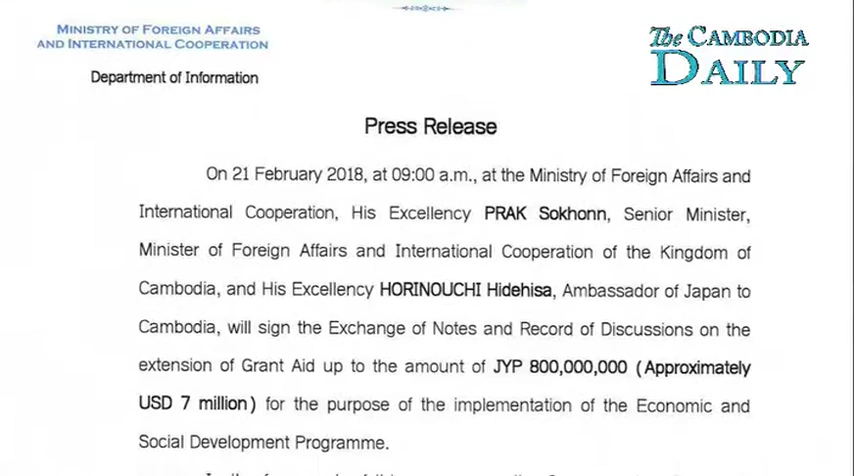 MINISTRY OF FOREIGN AFFAIRS
AND INTERNATIONAL COOPERATION
Department of Information
The CAMBODIA
DAILY
Press Release
On 21 February 2018, at 09:00 a.m., at the Ministry of Foreign Affairs and
International Cooperation, His Excellency PRAK Sokhonn, Senior Minister,
Minister of Foreign Affairs and International Cooperation of the Kingdom of
Cambodia, and His Excellency HORINOUCHI Hidehisa, Ambassador of Japan to
Cambodia, will sign the Exchange of Notes and Record of Discussions on the
extension of Grant Aid up to the amount of JYP 800,000,000 (Approximately
USD 7 million) for the purpose of the implementation of the Economic and
Social Development Programme.